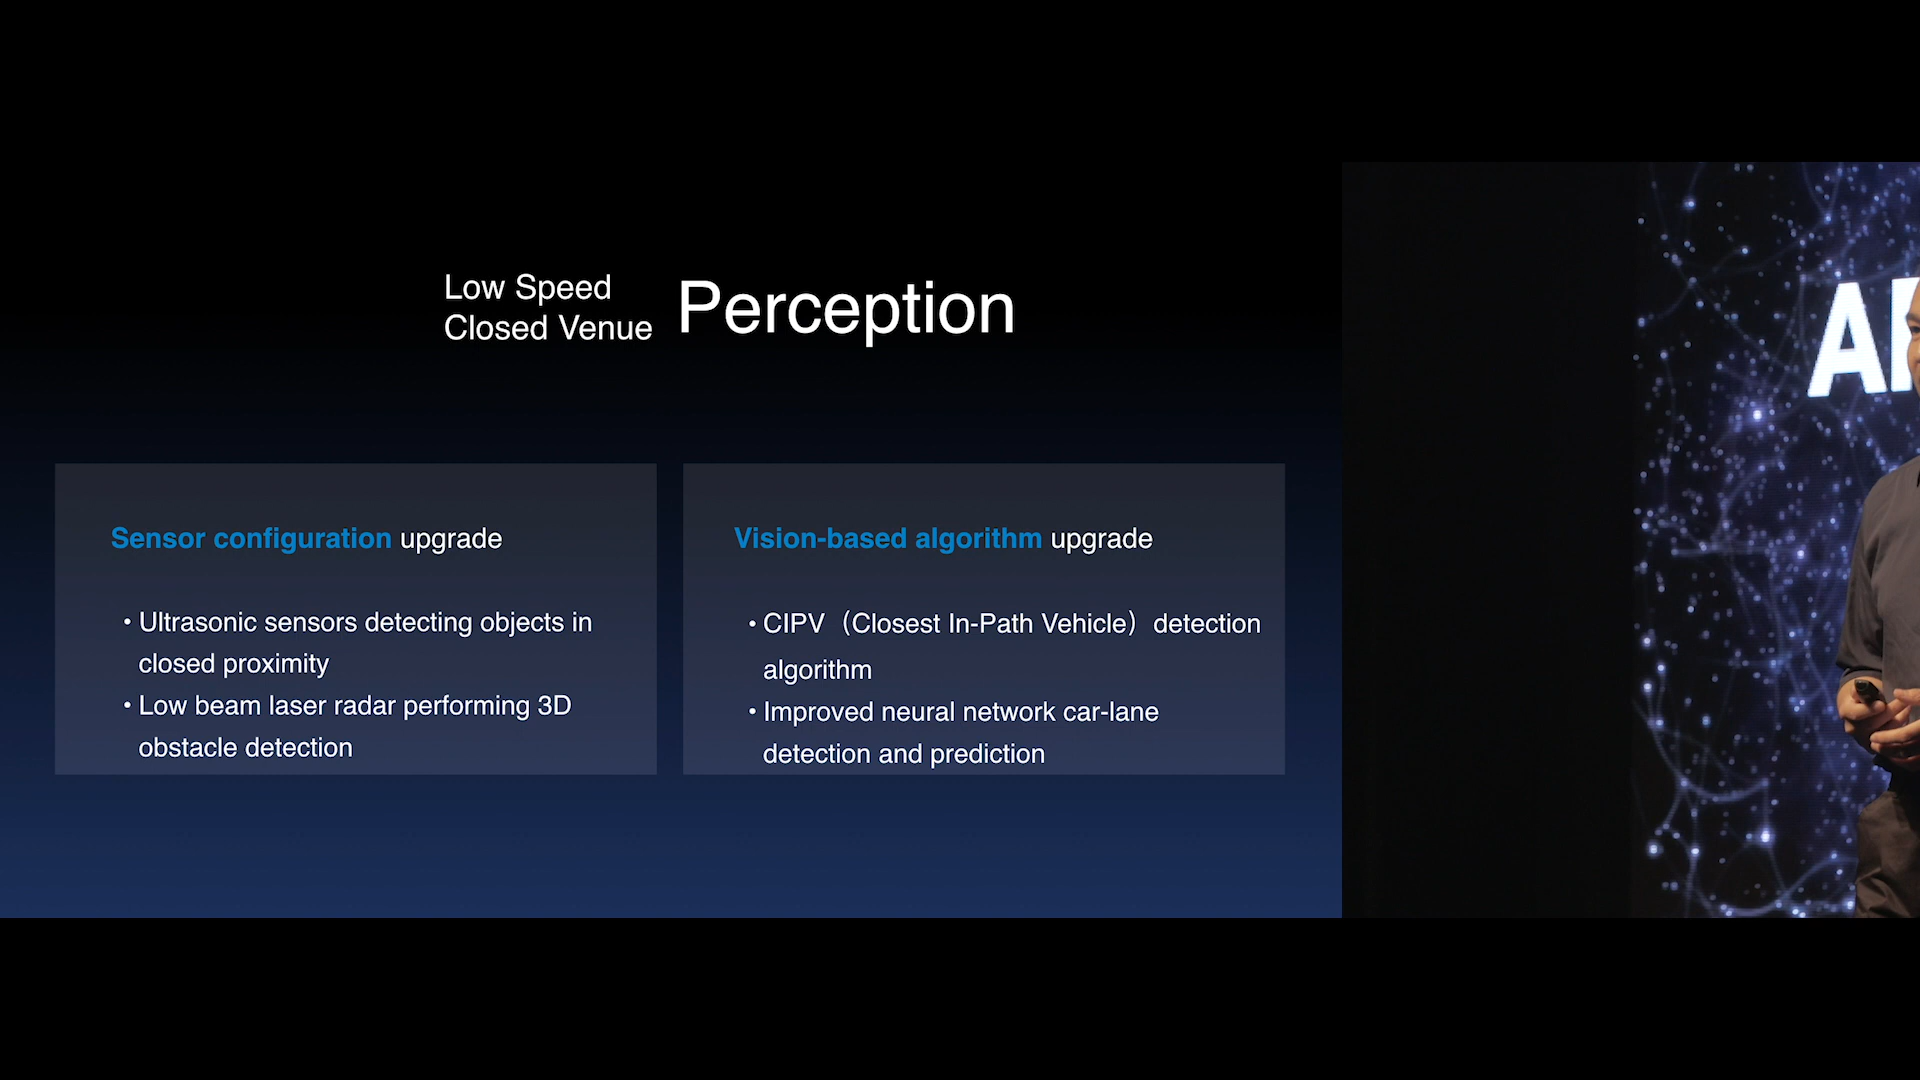 Low Speed
Closed Venue
Perception
Sensor configuration upgrade
• Ultrasonic sensors detecting objects in
closed proximity
• Low beam laser radar performing 3D
obstacle detection
Vision-based algorithm upgrade
• CIPV（Closest In-Path Vehicle）detection
algorithm
• Improved neural network car-lane
detection and prediction